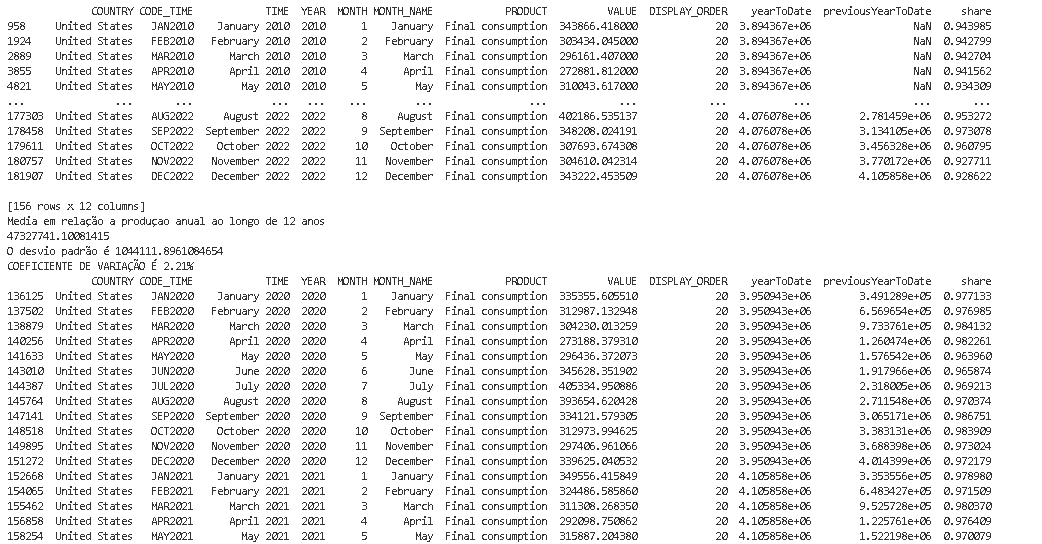 COUNTRY CODE_TIME TIME YEAR MONTH MONTH_NAME PRODUCT VALUE DISPLAY_ORDER yearToDate previousYearToDate share
958 United States JAN2010 January 2010 2010 1 January Final consumption 343866.418000 20 3.894367e+06 NaN 0.943985
1924 United States FEB2010 February 2010 2010 2 February Final consumption 303434.045000 20 3.894367e+06 NaN 0.942799
2889 United States MAR2010 March 2010 2010 3 March Final consumption 296161.407000 20 3.894367e+06 NaN 0.942704
3855 United States APR2010 April 2010 2010 4 April Final consumption 272881.812000 20 3.894367e+06 NaN 0.941562
4821 United States MAY2010 May 2010 2010 5 May Final consumption 310043.617000 20 3.894367e+06 NaN 0.934309
... ... ... ... ... ... ... ... ... ... ... ... ...
177303 United States AUG2022 August 2022 2022 8 August Final consumption 402186.535137 20 4.076078e+06 2.781459e+06 0.953272
178458 United States SEP2022 September 2022 2022 9 September Final consumption 348208.024191 20 4.076078e+06 3.134105e+06 0.973078
179611 United States OCT2022 October 2022 2022 10 October Final consumption 307693.674308 20 4.076078e+06 3.456328e+06 0.960795
180757 United States NOV2022 November 2022 2022 11 November Final consumption 304610.042314 20 4.076078e+06 3.770172e+06 0.927711
181907 United States DEC2022 December 2022 2022 12 December Final consumption 343222.453509 20 4.076078e+06 4.105858e+06 0.928622
[156 rows x 12 columns]
Media em relação a produçao anual ao longo de 12 anos
47327741.10081415
O desvio padrão é 1044111.8961084654
COEFICIENTE DE VARIAÇÃO É 2.21%
COUNTRY CODE_TIME TIME YEAR MONTH MONTH_NAME PRODUCT VALUE DISPLAY_ORDER yearToDate previousYearToDate share
136125 United States JAN2020 January 2020 2020 1 January Final consumption 335355.605510 20 3.950943e+06 3.491289e+05 0.977133
137502 United States FEB2020 February 2020 2020 2 February Final consumption 312987.132948 20 3.950943e+06 6.569654e+05 0.976985
138879 United States MAR2020 March 2020 2020 3 March Final consumption 304230.013259 20 3.950943e+06 9.733761e+05 0.984132
140256 United States APR2020 April 2020 2020 4 April Final consumption 273188.379310 20 3.950943e+06 1.260474e+06 0.982261
141633 United States MAY2020 May 2020 2020 5 May Final consumption 296436.372073 20 3.950943e+06 1.576542e+06 0.963960
143010 United States JUN2020 June 2020 2020 6 June Final consumption 345628.351902 20 3.950943e+06 1.917966e+06 0.965874
144387 United States JUL2020 July 2020 2020 7 July Final consumption 405334.950886 20 3.950943e+06 2.318005e+06 0.969213
145764 United States AUG2020 August 2020 2020 8 August Final consumption 393654.620428 20 3.950943e+06 2.711548e+06 0.970374
147141 United States SEP2020 September 2020 2020 9 September Final consumption 334121.579305 20 3.950943e+06 3.065171e+06 0.986751
148518 United States OCT2020 October 2020 2020 10 October Final consumption 312973.994625 20 3.950943e+06 3.383131e+06 0.983909
149895 United States NOV2020 November 2020 2020 11 November Final consumption 297406.961066 20 3.950943e+06 3.688398e+06 0.973024
151272 United States DEC2020 December 2020 2020 12 December Final consumption 339625.040532 20 3.950943e+06 4.014399e+06 0.972179
152668 United States JAN2021 January 2021 2021 1 January Final consumption 349556.415849 20 4.105858e+06 3.353556e+05 0.978980
154065 United States FEB2021 February 2021 2021 2 February Final consumption 324486.585860 20 4.105858e+06 6.483427e+05 0.971509
155462 United States MAR2021 March 2021 2021 3 March Final consumption 311308.268350 20 4.105858e+06 9.525728e+05 0.980370
156858 United States APR2021 April 2021 2021 4 April Final consumption 292098.750862 20 4.105858e+06 1.225761e+06 0.976409
158254 United States MAY2021 May 2021 2021 5 May Final consumption 315887.204380 20 4.105858e+06 1.522198e+06 0.970079